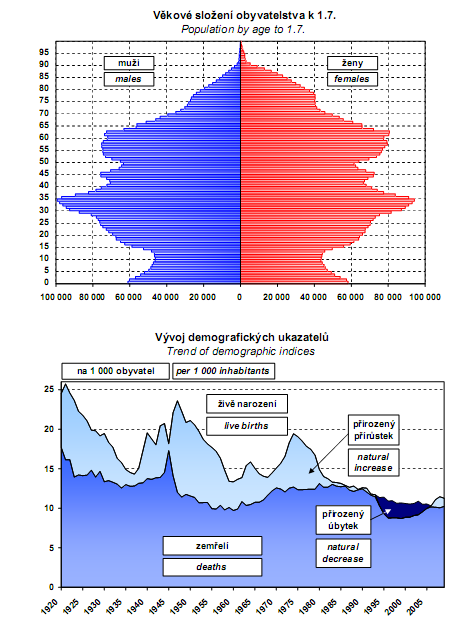 Věkové složení obyvatelstva k 1.7.
Population by age to 1.7.
muži
males
ženy
females
95
90
85
80
75
70
65
60
55
50
45
40
35
30
25
20
15
10
5
0
100 000 80 000 60 000 40 000 20 000 0 20 000 40 000 60 000 80 000 100 000
Vývoj demografických ukazatelů
Trend of demographic indices
na 1 000 obyvatel
per 1 000 inhabitants
živě narození
live births
přirozený
přírůstek
natural
increase
přirozený
úbytek
natural
decrease
zemřelí
deaths
25
20
15
10
5
0
1920 1925 1930 1935 1940 1945 1950 1955 1960 1965 1970 1975 1980 1985 1990 1995 2000 2005